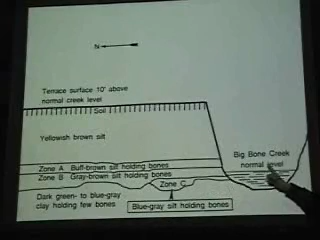 Terrace surface 10' above
normal creek level
Soil
Yellowish brown silt
Big Bone Creek
normal level
Zone A Buff-brown silt holding bones
Zone B Gray-brown silt holding bones
Zone C
Dark green- to blue-gray
clay holding few bones
Blue-gray silt holding bones